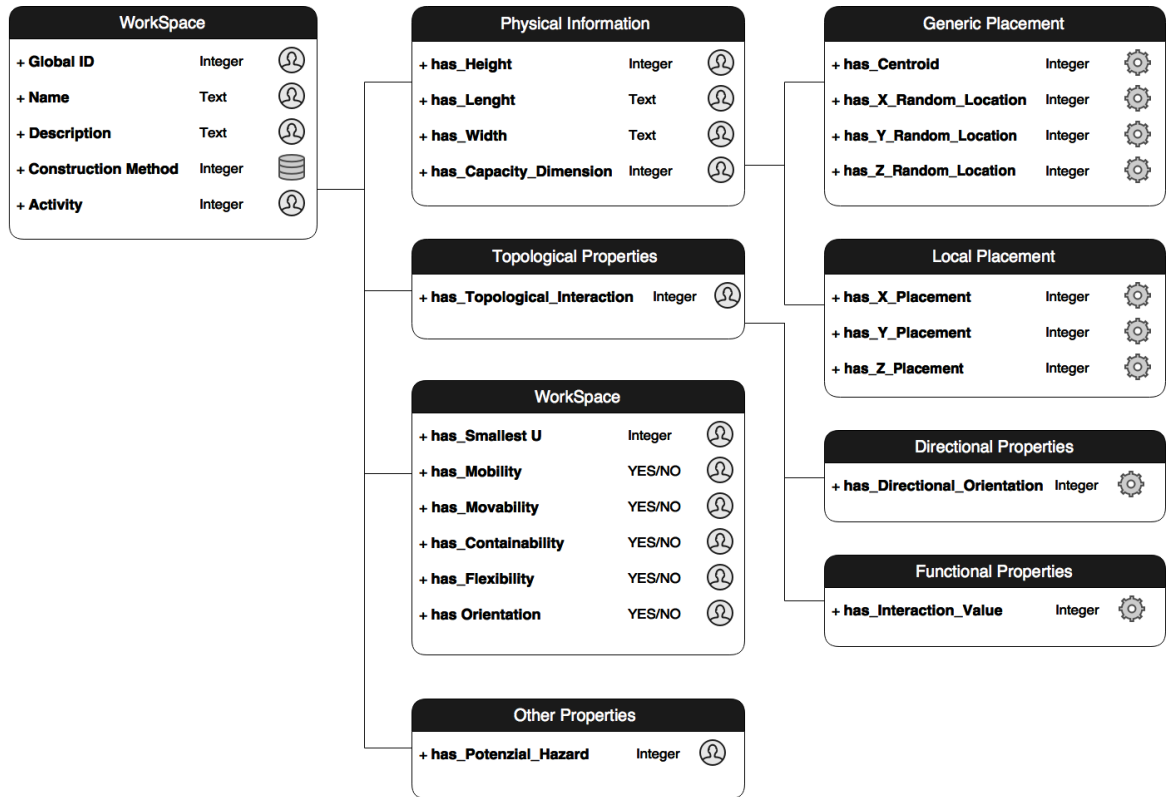 WorkSpace
+ Global ID Integer
+ Name Text
+ Description Text
+ Construction Method Integer
+ Activity Integer
Physical Information
+ has_Height Integer
+ has_Lenght Text
+ has_Width Text
+ has_Capacity_Dimension Integer
Topological Properties
+ has_Topological_Interaction Integer
WorkSpace
+ has_Smallest U Integer
+ has_Mobility YES/NO
+ has_Movability YES/NO
+ has_Containability YES/NO
+ has_Flexibility YES/NO
+ has Orientation YES/NO
Other Properties
+ has_Potenzial_Hazard Integer
Generic Placement
+ has_Centroid Integer
+ has_X_Random_Location Integer
+ has_Y_Random_Location Integer
+ has_Z_Random_Location Integer
Local Placement
+ has_X_Placement Integer
+ has_Y_Placement Integer
+ has_Z_Placement Integer
Directional Properties
+ has_Directional_Orientation Integer
Functional Properties
+ has_Interaction_Value Integer